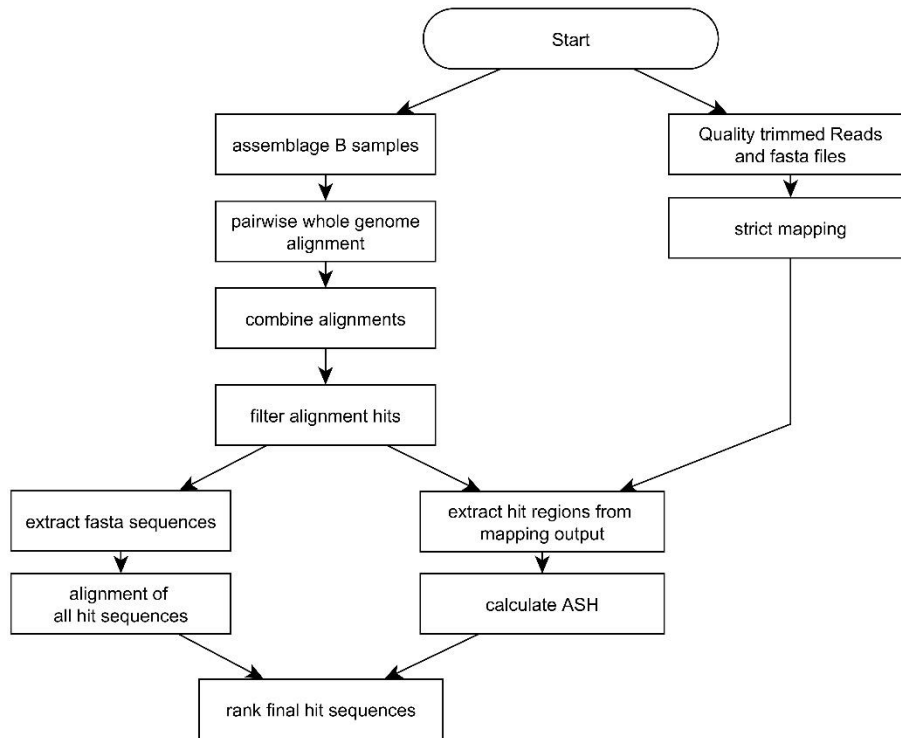 Start
assemblage B samples
Quality trimmed Reads
and fasta files
pairwise whole genome
alignment
strict mapping
combine alignments
filter alignment hits
extract fasta sequences
extract hit regions from
mapping output
alignment of
all hit sequences
calculate ASH
rank final hit sequences